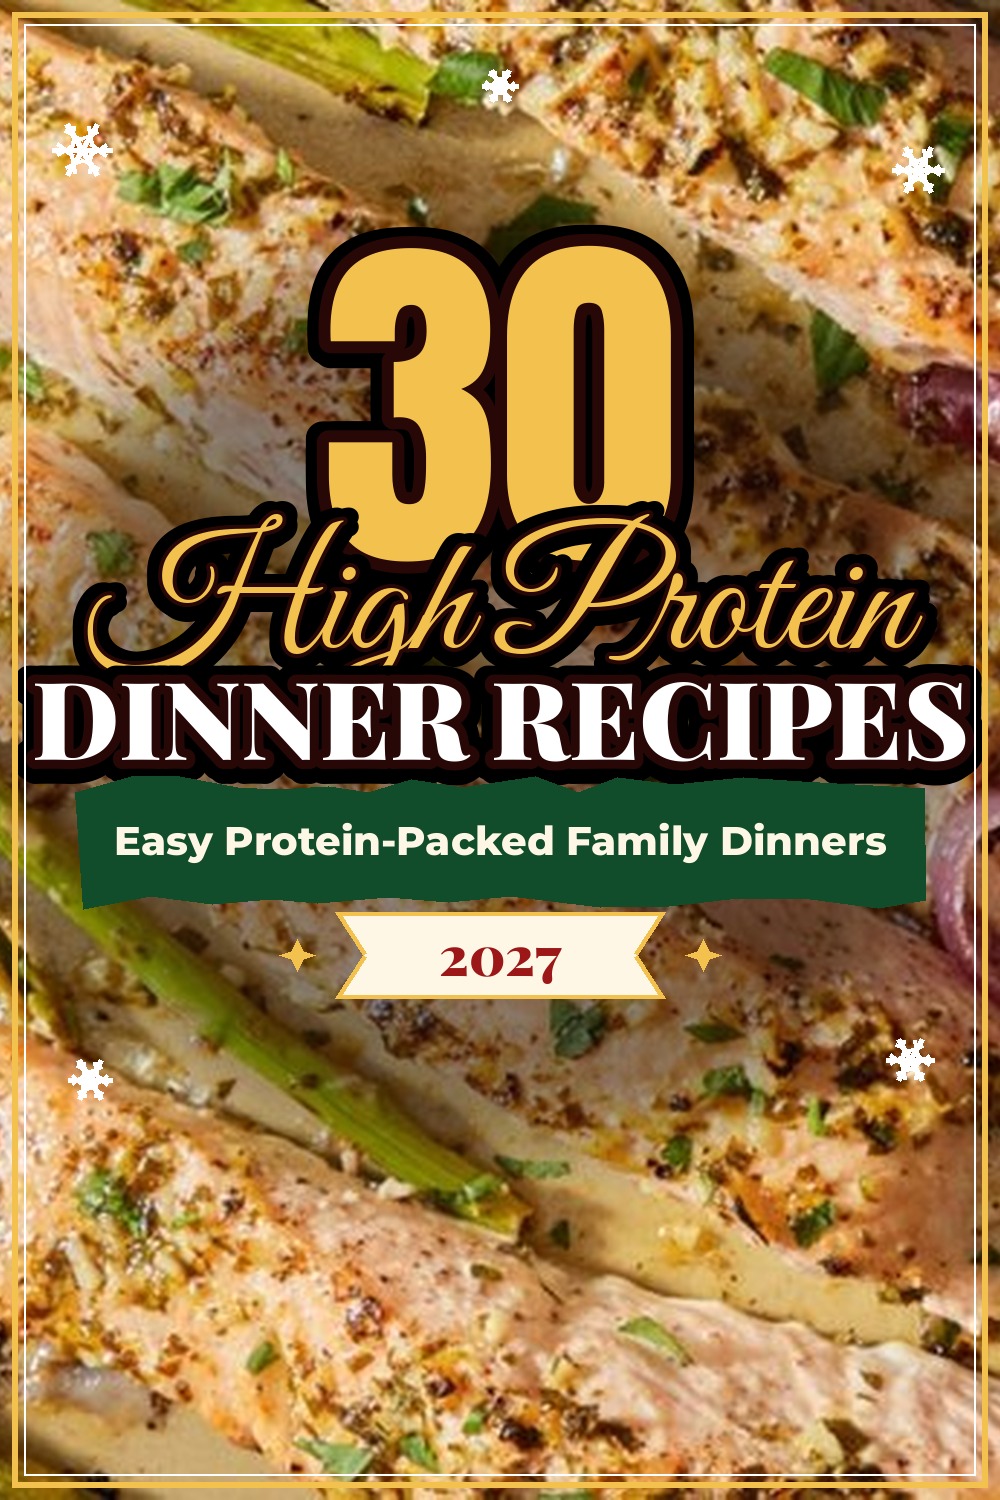 30
High Protein
DINNER RECIPES
Easy Protein-Packed Family Dinners
2027